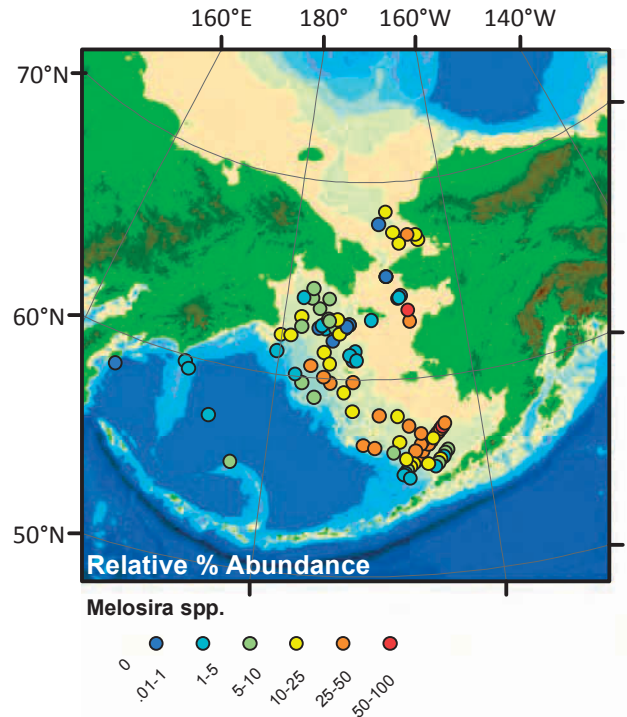 160°E 180° 160°W 140°W
70°N
60°N
50°N
Relative % Abundance
Melosira spp.
0 .01-1 1-5 5-10 10-25 25-50 50-100